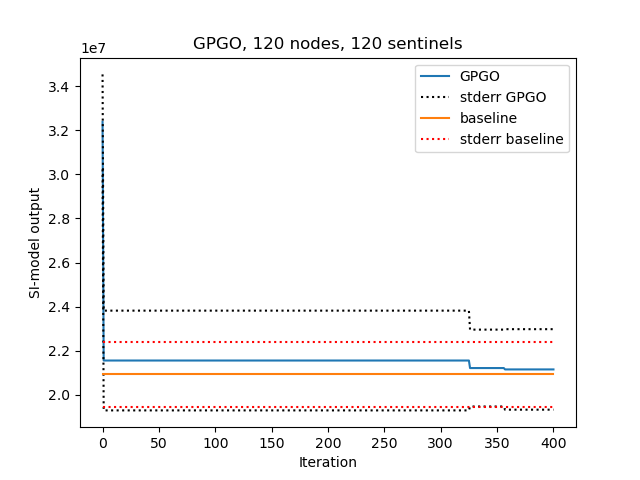 GPGO, 120 nodes, 120 sentinels
1e7
3.4
3.2
3.0
2.8
2.6
2.4
2.2
2.0
SI-model output
GPGO
stderr GPGO
baseline
stderr baseline
0 50 100 150 200 250 300 350 400
Iteration